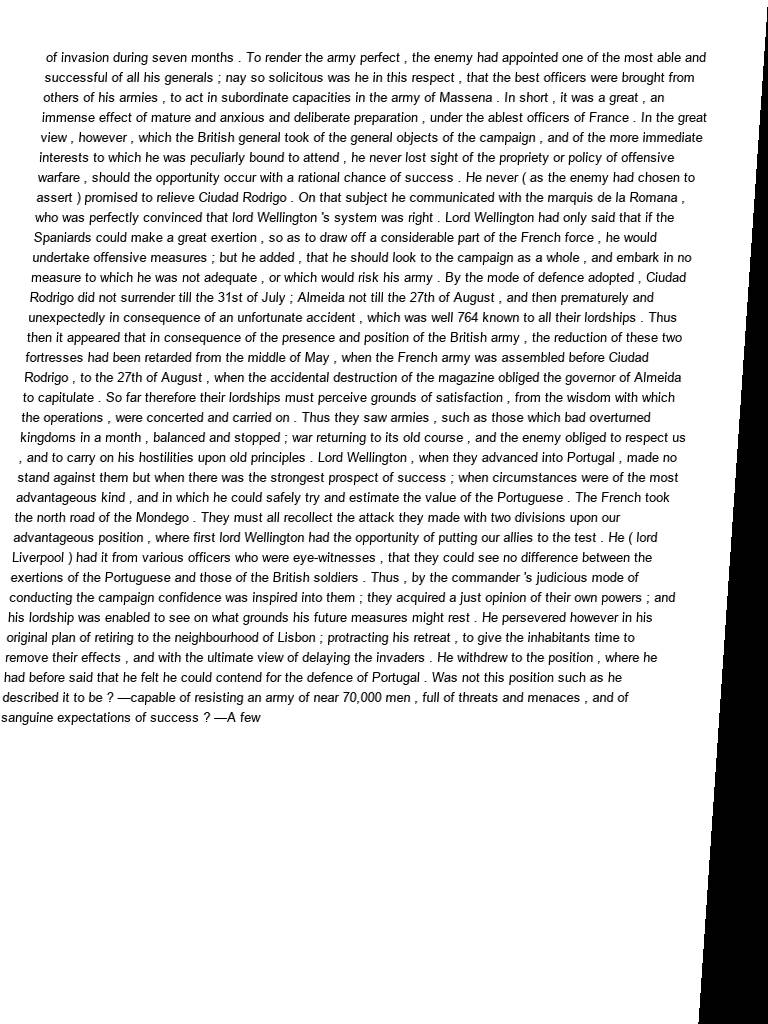 of invasion during seven months . To render the army perfect , the enemy had appointed one of the most able and
successful of all his generals ; nay so solicitous was he in this respect , that the best officers were brought from
others of his armies , to act in subordinate capacities in the army of Massena . In short , it was a great , an
immense effect of mature and anxious and deliberate preparation , under the ablest officers of France . In the great
view , however , which the British general took of the general objects of the campaign , and of the more immediate
interests to which he was peculiarly bound to attend , he never lost sight of the propriety or policy of offensive
warfare , should the opportunity occur with a rational chance of success . He never ( as the enemy had chosen to
assert ) promised to relieve Ciudad Rodrigo . On that subject he communicated with the marquis de la Romana ,
who was perfectly convinced that lord Wellington 's system was right . Lord Wellington had only said that if the
Spaniards could make a great exertion , so as to draw off a considerable part of the French force , he would
undertake offensive measures ; but he added , that he should look to the campaign as a whole , and embark in no
measure to which he was not adequate , or which would risk his army . By the mode of defence adopted , Ciudad
Rodrigo did not surrender till the 31st of July ; Almeida not till the 27th of August , and then prematurely and
unexpectedly in consequence of an unfortunate accident , which was well 764 known to all their lordships . Thus
then it appeared that in consequence of the presence and position of the British army , the reduction of these two
fortresses had been retarded from the middle of May , when the French army was assembled before Ciudad
Rodrigo , to the 27th of August , when the accidental destruction of the magazine obliged the governor of Almeida
to capitulate . So far therefore their lordships must perceive grounds of satisfaction , from the wisdom with which
the operations , were concerted and carried on . Thus they saw armies , such as those which bad overturned
kingdoms in a month , balanced and stopped ; war returning to its old course , and the enemy obliged to respect us
, and to carry on his hostilities upon old principles . Lord Wellington , when they advanced into Portugal , made no
stand against them but when there was the strongest prospect of success ; when circumstances were of the most
advantageous kind , and in which he could safely try and estimate the value of the Portuguese . The French took
the north road of the Mondego . They must all recollect the attack they made with two divisions upon our
advantageous position , where first lord Wellington had the opportunity of putting our allies to the test . He ( lord
Liverpool ) had it from various officers who were eye-witnesses , that they could see no difference between the
exertions of the Portuguese and those of the British soldiers . Thus , by the commander 's judicious mode of
conducting the campaign confidence was inspired into them ; they acquired a just opinion of their own powers ; and
his lordship was enabled to see on what grounds his future measures might rest . He persevered however in his
original plan of retiring to the neighbourhood of Lisbon ; protracting his retreat , to give the inhabitants time to
remove their effects , and with the ultimate view of delaying the invaders . He withdrew to the position , where he
had before said that he felt he could contend for the defence of Portugal . Was not this position such as he
described it to be ? —capable of resisting an army of near 70,000 men , full of threats and menaces , and of
sanguine expectations of success ? —A few